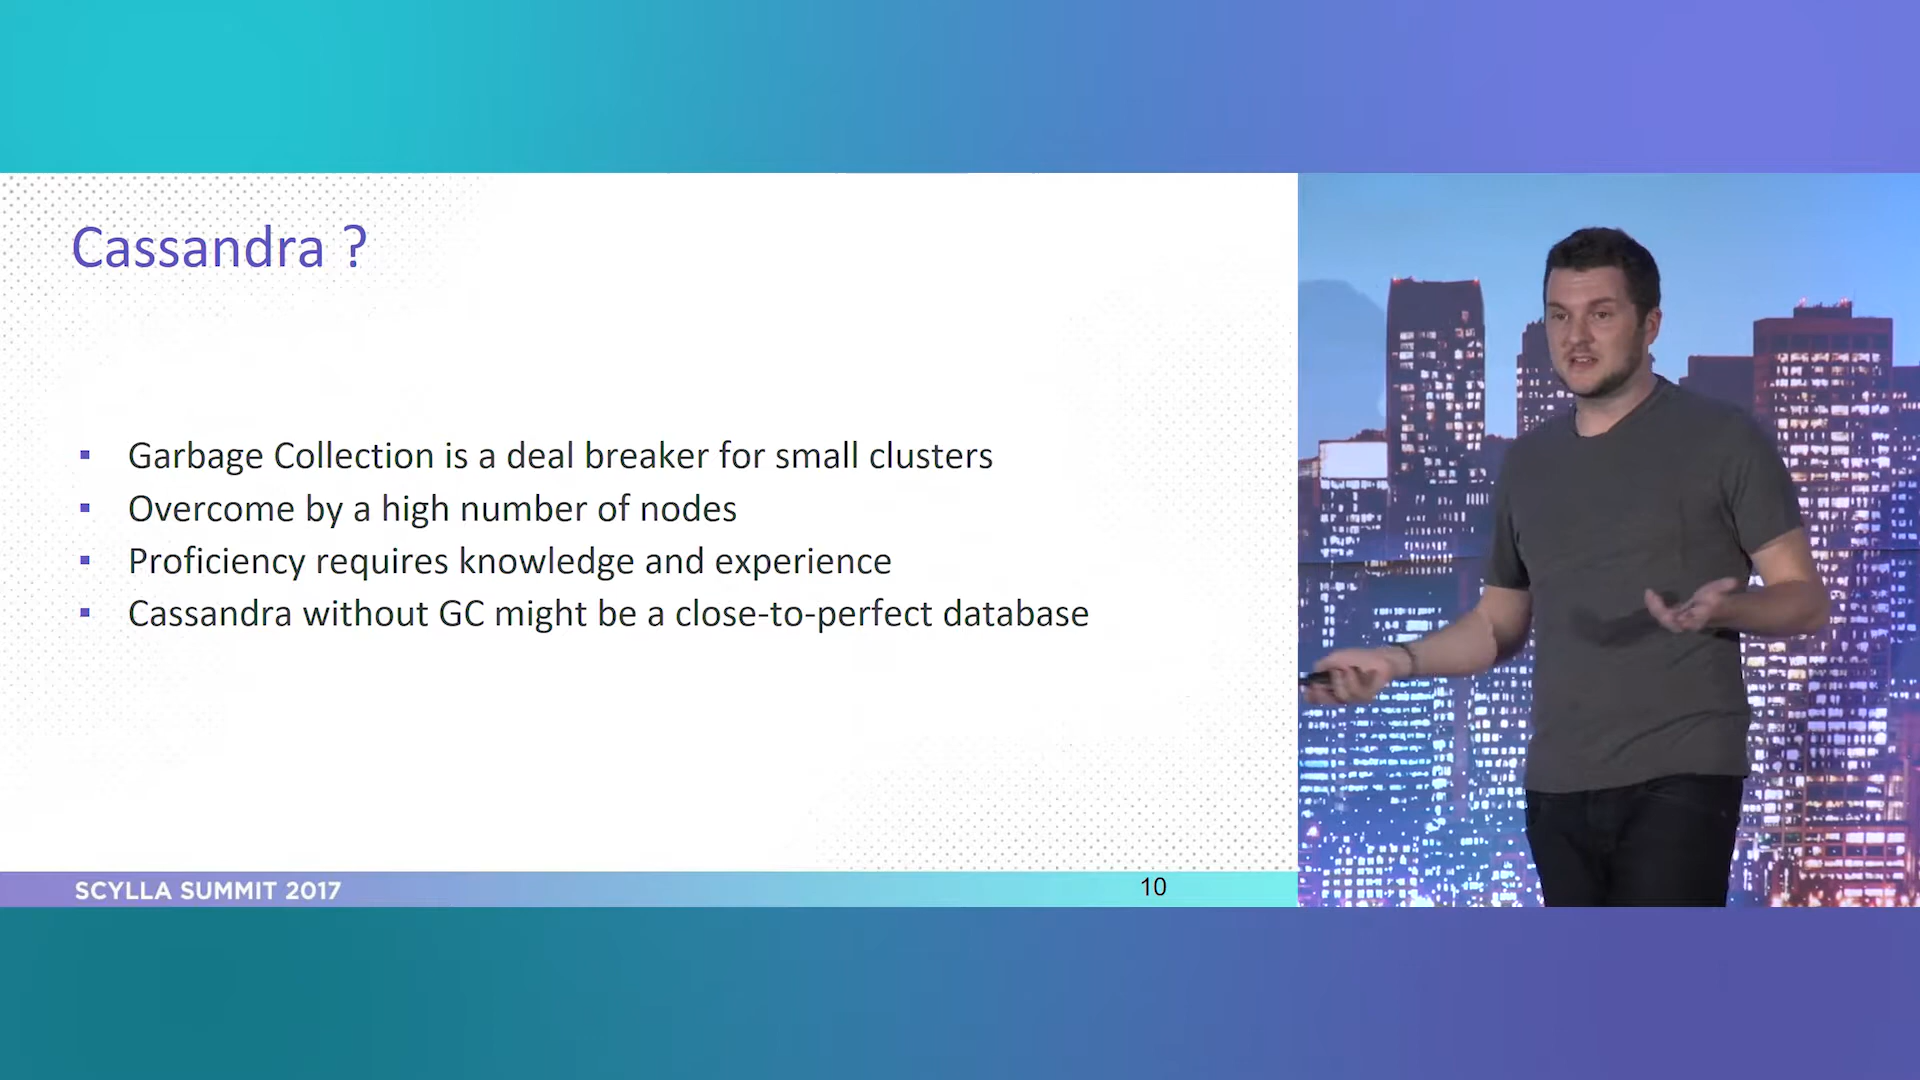 Cassandra ?
Garbage Collection is a deal breaker for small clusters
Overcome by a high number of nodes
Proficiency requires knowledge and experience
Cassandra without GC might be a close-to-perfect database
SCYLLA SUMMIT 2017
10